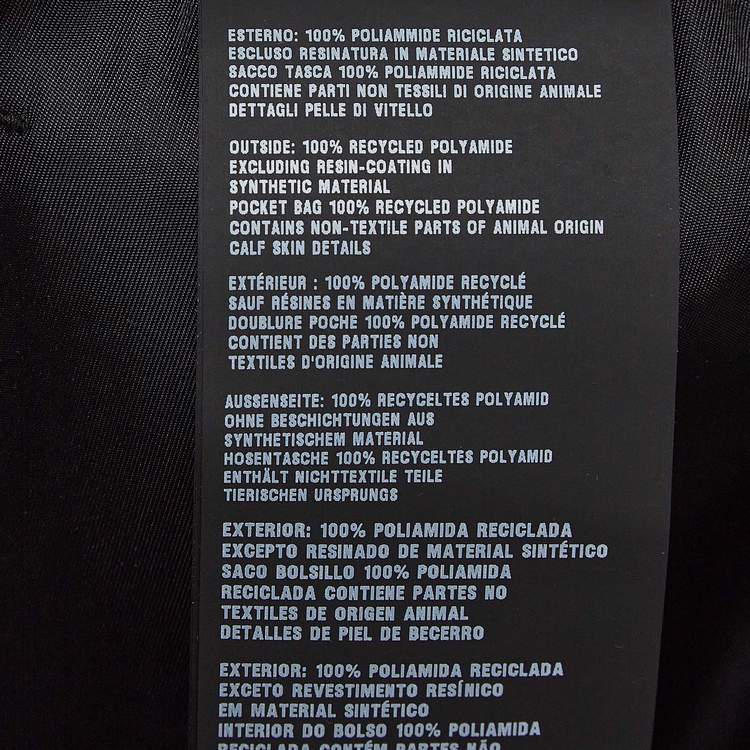 ESTERNO: 100% POLIAMMIDE RICICLATA
ESCLUSO RESINATURA IN MATERIALE SINTETICO
SACCO TASCA 100% POLIAMMIDE RICICLATA
CONTIENE PARTI NON TESSILI DI ORIGINE ANIMALE
DETTAGLI PELLE DI VITELLO
OUTSIDE: 100% RECYCLED POLYAMIDE
EXCLUDING RESIN-COATING IN
SYNTHETIC MATERIAL
POCKET BAG 100% RECYCLED POLYAMIDE
CONTAINS NON-TEXTILE PARTS OF ANIMAL ORIGIN
CALF SKIN DETAILS
EXTÉRIEUR : 100% POLYAMIDE RECYCLÉ
SAUF RÉSINES EN MATIÈRE SYNTHÉTIQUE
DOUBLURE POCHE 100% POLYAMIDE RECYCLÉ
CONTIENT DES PARTIES NON
TEXTILES D'ORIGINE ANIMALE
AUSSENSEITE: 100% RECYCELTES POLYAMID
OHNE BESCHICHTUNGEN AUS
SYNTHETISCHEM MATERIAL
HOSENTASCHE 100% RECYCELTES POLYAMID
ENTHÄLT NICHTTEXTILE TEILE
TIERISCHEN URSPRUNGS
EXTERIOR: 100% POLIAMIDA RECICLADA
EXCEPTO RESINADO DE MATERIAL SINTÉTICO
SACO BOLSILLO 100% POLIAMIDA
RECICLADA CONTIENE PARTES NO
TEXTILES DE ORIGEN ANIMAL
DETALLES DE PIEL DE BECERRO
EXTERIOR: 100% POLIAMIDA RECICLADA
EXCETO REVESTIMENTO RESÍNICO
EM MATERIAL SINTÉTICO
INTERIOR DO BOLSO 100% POLIAMIDA
RECICLADA CONTÉM PARTES NÃO